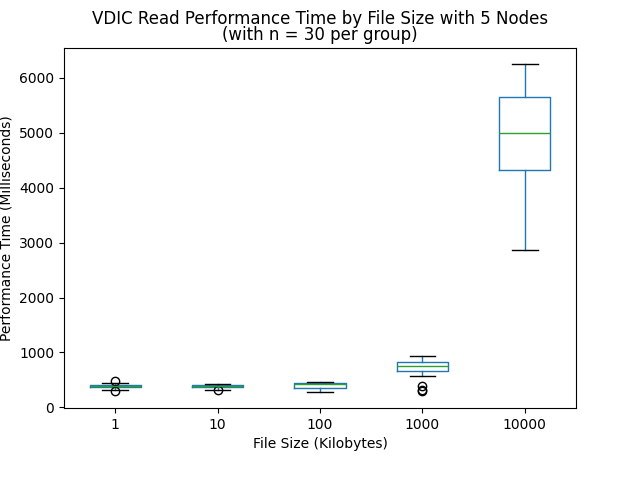 VDIC Read Performance Time by File Size with 5 Nodes
(with n = 30 per group)
Performance Time (Milliseconds)
6000
5000
4000
3000
2000
1000
0
1 10 100 1000 10000
File Size (Kilobytes)